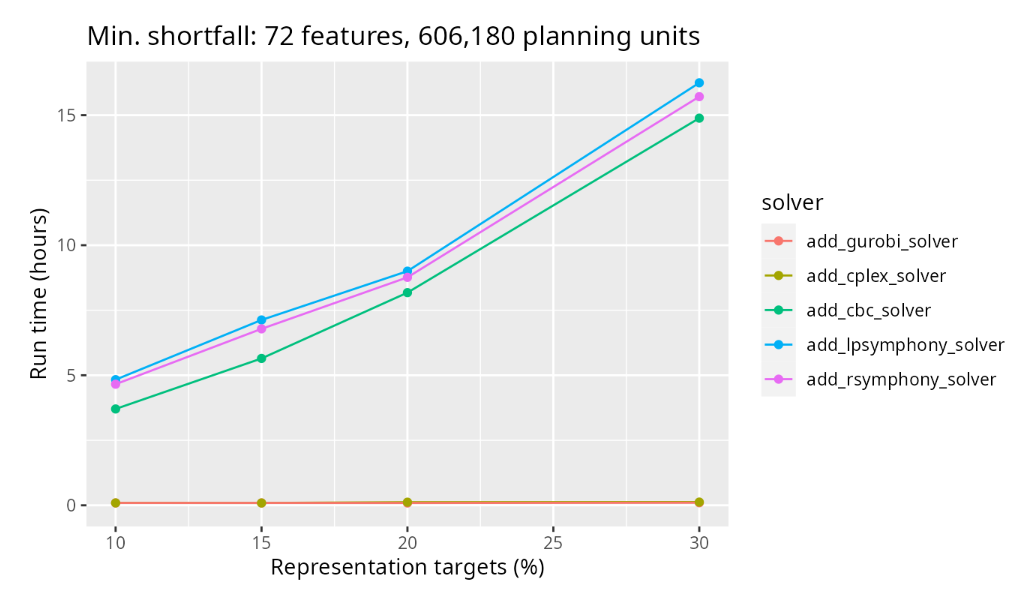 Min. shortfall: 72 features, 606,180 planning units
Run time (hours)
15
10
5
0
10 15 20 25 30
Representation targets (%)
solver
add_gurobi_solver
add_cplex_solver
add_cbc_solver
add_lpsymphony_solver
add_rsymphony_solver